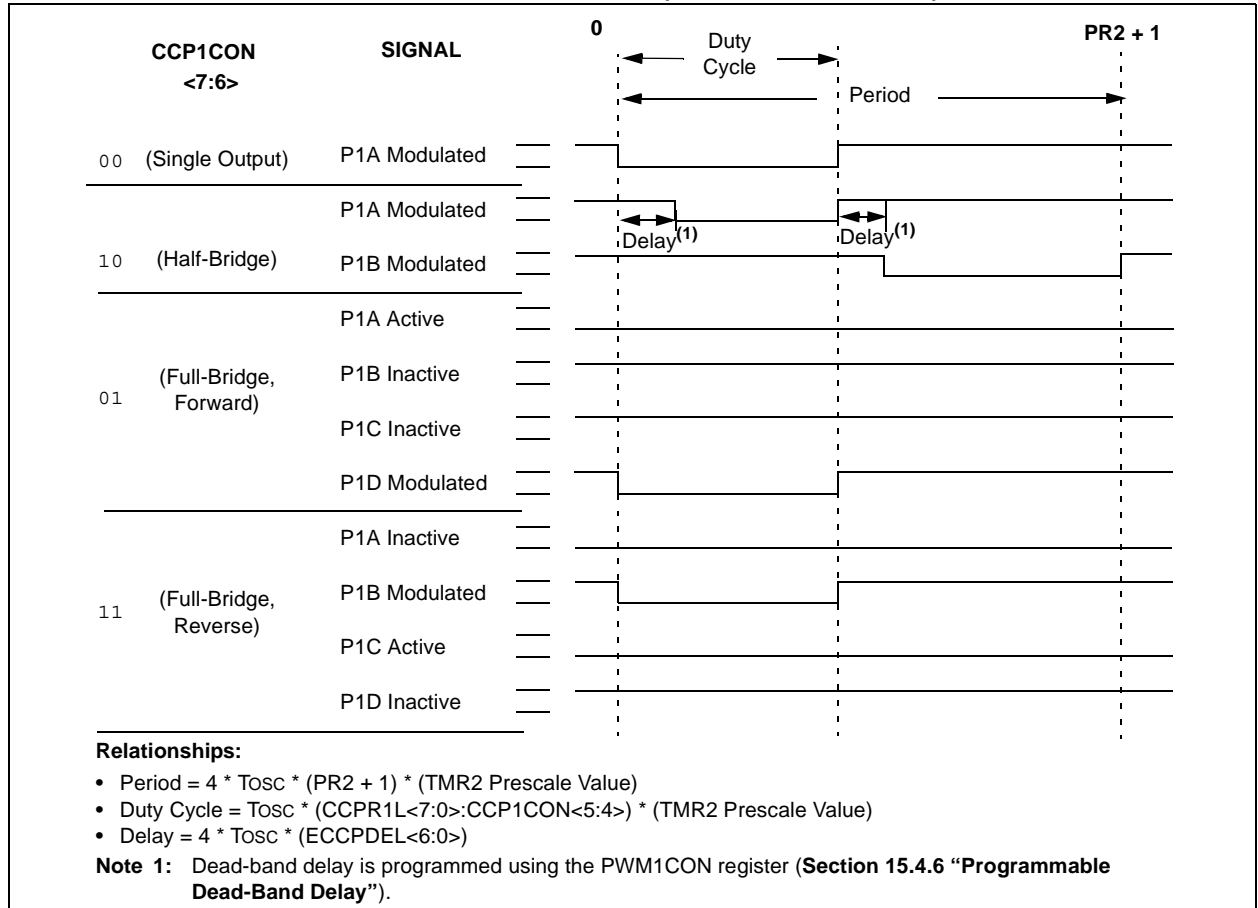 0 Duty PR2 + 1
CCP1CON SIGNAL Cycle
<7:6>
Period
00 (Single Output) P1A Modulated
P1A Modulated
Delay(1) Delay(1)
10 (Half-Bridge) P1B Modulated
P1A Active
(Full-Bridge, P1B Inactive
01 Forward)
P1C Inactive
P1D Modulated
P1A Inactive
(Full-Bridge, P1B Modulated
11 Reverse)
P1C Active
P1D Inactive
Relationships:
• Period = 4 * TOSC * (PR2 + 1) * (TMR2 Prescale Value)
• Duty Cycle = TOSC * (CCPR1L<7:0>:CCP1CON<5:4>) * (TMR2 Prescale Value)
• Delay = 4 * TOSC * (ECCPDEL<6:0>)
Note 1: Dead-band delay is programmed using the PWM1CON register (Section 15.4.6 “Programmable
Dead-Band Delay”).